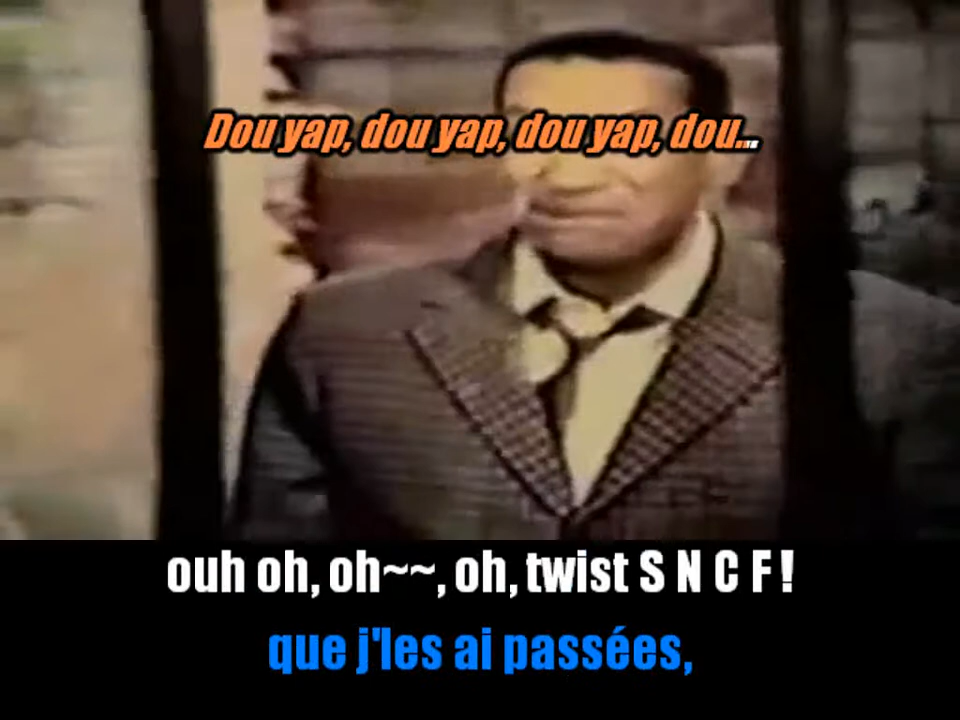 Dou yap, dou yap, dou yap, dou...
ouh oh, oh~~, oh, twist S N C F !
que j'les ai passées,